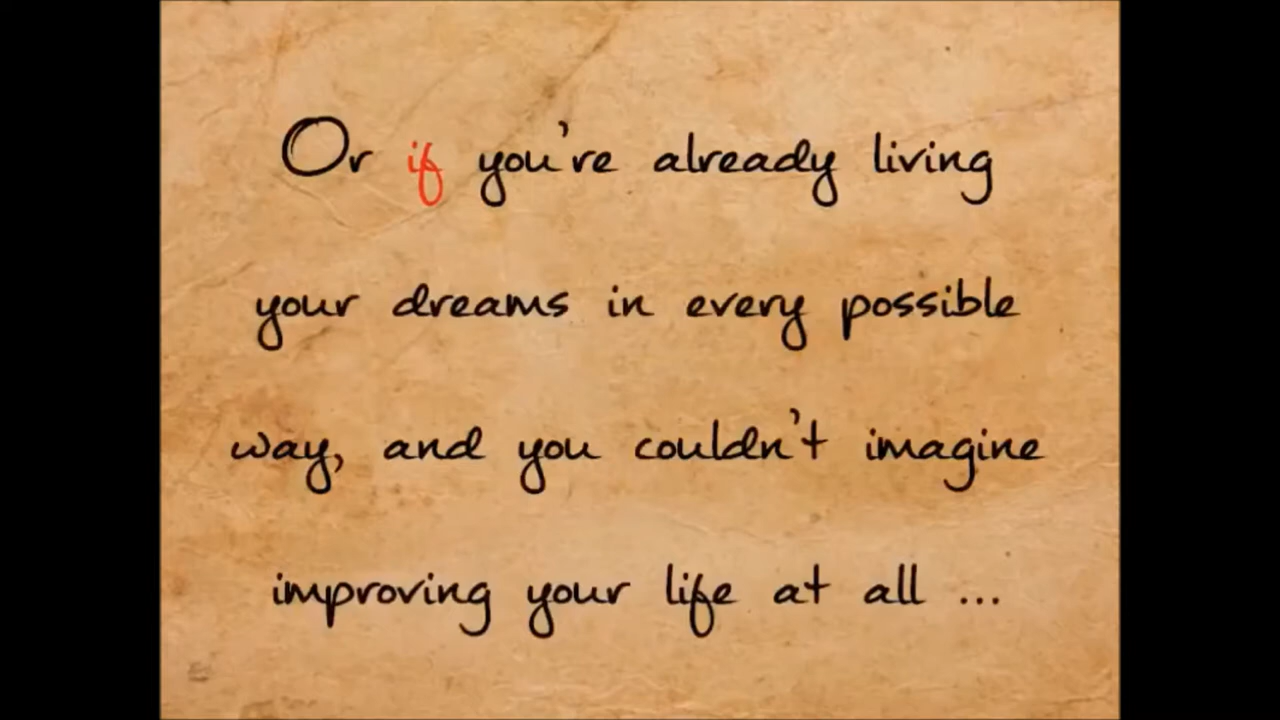 Or if you're already living
your dreams in every possible
way, and you couldn't imagine
improving your life at all ...